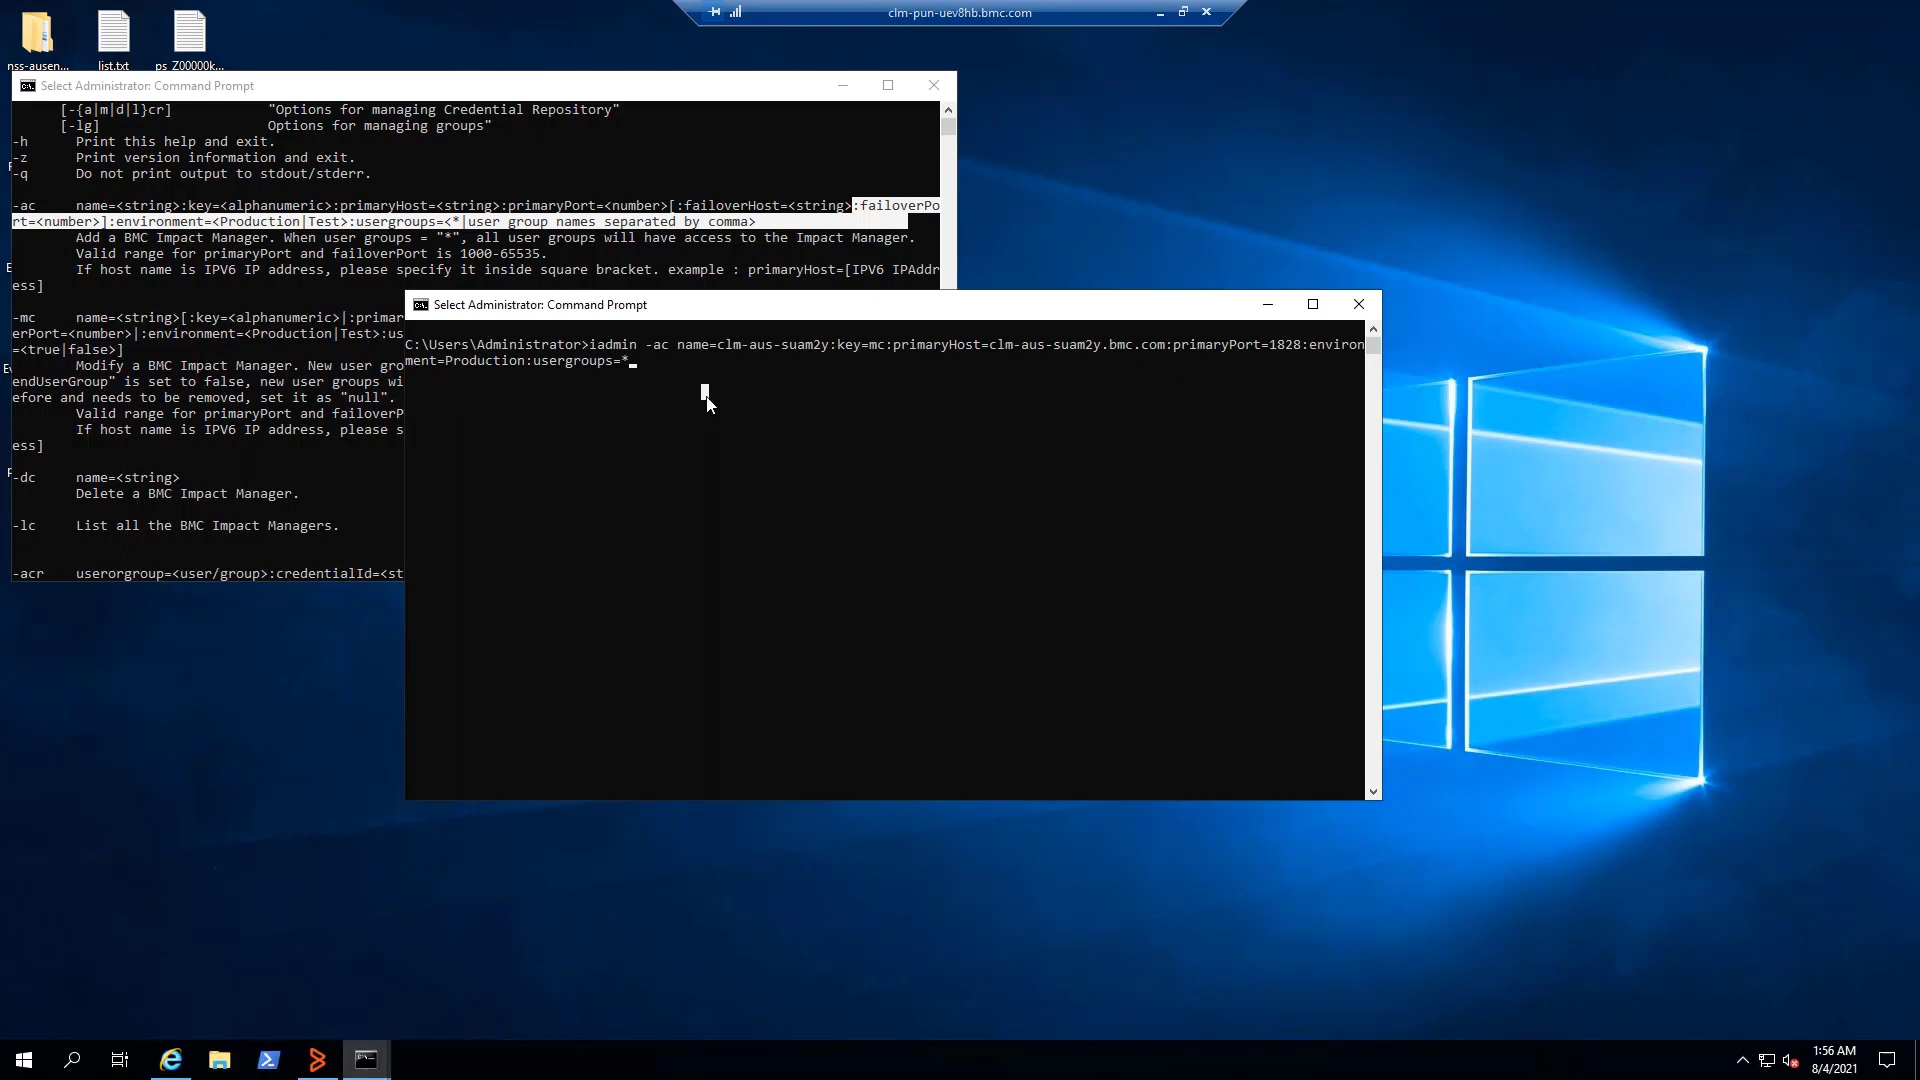 clm-pun-uev8hb.bmc.com
nss-ausen...
list.txt
ps_Z00000k...
Select Administrator: Command Prompt
[-{a|m|d|l}cr] "Options for managing Credential Repository"
[-lg] Options for managing groups"
-h Print this help and exit.
-z Print version information and exit.
-q Do not print output to stdout/stderr.
-ac name=<string>:key=<alphanumeric>:primaryHost=<string>:primaryPort=<number>[:failoverHost=<string>:failoverPo
rt=<number>]:environment=<Production|Test>:usergroups=<*|user group names separated by comma>
Add a BMC Impact Manager. When user groups = "*", all user groups will have access to the Impact Manager.
Valid range for primaryPort and failoverPort is 1000-65535.
If host name is IPV6 IP address, please specify it inside square bracket. example : primaryHost=[IPV6 IPAddr
ess]
-mc name=<string>[:key=<alphanumeric>|:primar
erPort=<number>|:environment=<Production|Test>:us
=<true|false>]
Modify a BMC Impact Manager. New user gro
endUserGroup" is set to false, new user groups wi
efore and needs to be removed, set it as "null".
Valid range for primaryPort and failoverP
If host name is IPV6 IP address, please s
ess]
-dc name=<string>
Delete a BMC Impact Manager.
-lc List all the BMC Impact Managers.
-acr userorgroup=<user/group>:credentialId=<st
Select Administrator: Command Prompt
C:\Users\Administrator>iadmin -ac name=clm-aus-suam2y:key=mc:primaryHost=clm-aus-suam2y.bmc.com:primaryPort=1828:environ
ment=Production:usergroups=*
1:56 AM
8/4/2021